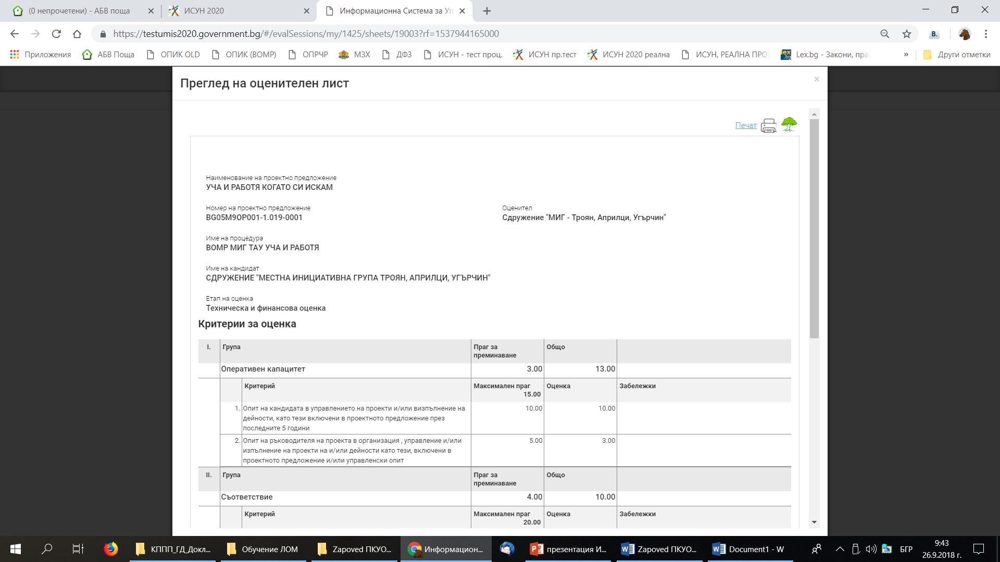 (0 непрочетени) - АБВ поща
ИСУН 2020
Информационна Система за Уп
https://testumis2020.government.bg/#/evalSessions/my/1425/sheets/19003?rf=1537944165000
Приложения
АБВ Поща
ОПИК OLD
ОПИК (ВОМР)
ОПРЧР
МЗХ
ДФЗ
ИСУН - тест проц.
ИСУН пр.тест
ИСУН 2020 реална
ИСУН, РЕАЛНА ПРО
Lex.bg - Закони, пра
»
Други отметки
Преглед на оценителен лист
×
Печат
Наименование на проектно предложение
УЧА И РАБОТЯ КОГАТО СИ ИСКАМ
Номер на проектно предложение
BG05M9OP001-1.019-0001
Оценител
Сдружение "МИГ - Троян, Априлци, Угърчин"
Име на процедура
ВОМР МИГ ТАУ УЧА И РАБОТЯ
Име на кандидат
СДРУЖЕНИЕ "МЕСТНА ИНИЦИАТИВНА ГРУПА ТРОЯН, АПРИЛЦИ, УГЪРЧИН"
Етап на оценка
Техническа и финансова оценка
Критерии за оценка
I. Група Праг за преминаване Общо
Оперативен капацитет 3.00 13.00
Критерий Максимален праг 15.00 Оценка Забележки
1. Опит на кандидата в управлението на проекти и/или визпълнение на 10.00 10.00
дейности, като тези включени в проектното предложение през
последните 5 години
2. Опит на ръководителя на проекта в организация , управление и/или 5.00 3.00
изпълнение на проекти на и/или дейности като тези, включени в
проектното предложение и/или управленски опит
II. Група Праг за преминаване Общо
Съответствие 4.00 10.00
Критерий Максимален праг 20.00 Оценка Забележки
КППП_ГД_Докл...
Обучение ЛОМ
Zapoved ПКУО...
Информацион...
презентация И...
Zapoved ПКУО...
Document1 - W
БГР
9:43
26.9.2018 г.